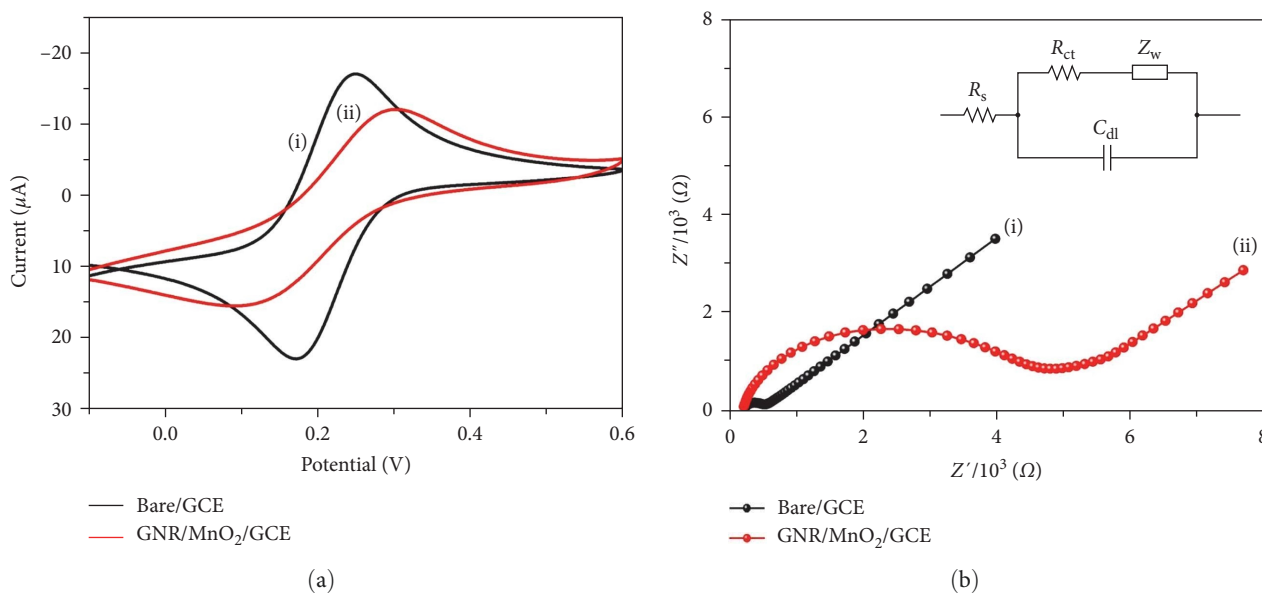 –20
–10
0
10
20
30
Current (μA)
(i)
(ii)
0.0
0.2
0.4
0.6
Potential (V)
Bare/GCE
GNR/MnO₂/GCE
(a)
8
6
4
2
0
Z″/10³ (Ω)
Rct
Zw
Rs
Cdl
(i)
(ii)
0
2
4
6
8
Z′/10³ (Ω)
Bare/GCE
GNR/MnO₂/GCE
(b)